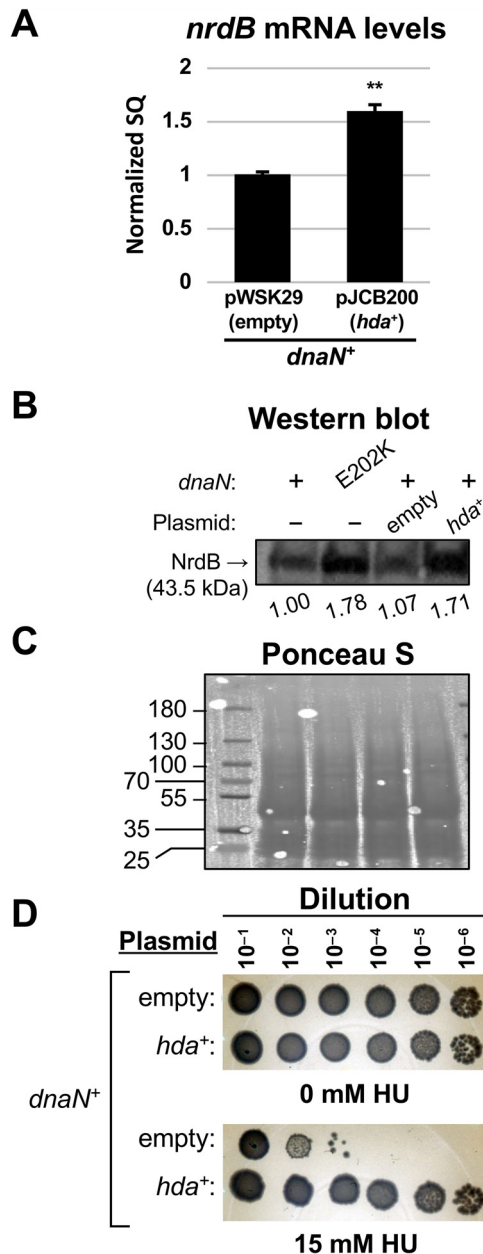 A
nrdB mRNA levels
Normalized SQ
2
1.5
1
0.5
0
**
pWSK29 pJCB200
(empty) (hda⁺)
dnaN⁺
B
Western blot
dnaN: + E202K + +
Plasmid: – – empty hda⁺
NrdB →
(43.5 kDa)
1.00 1.78 1.07 1.71
C
Ponceau S
180
130
100
70
55
35
25
D
Dilution
Plasmid 10⁻¹ 10⁻² 10⁻³ 10⁻⁴ 10⁻⁵ 10⁻⁶
empty:
hda⁺:
0 mM HU
dnaN⁺
empty:
hda⁺:
15 mM HU